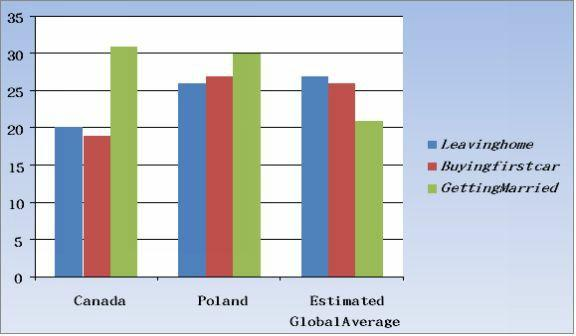 35
30
25
20
15
10
5
0
Canada
Poland
Estimated
GlobalAverage
Leavinghome
Buyingfirstcar
GettingMarried